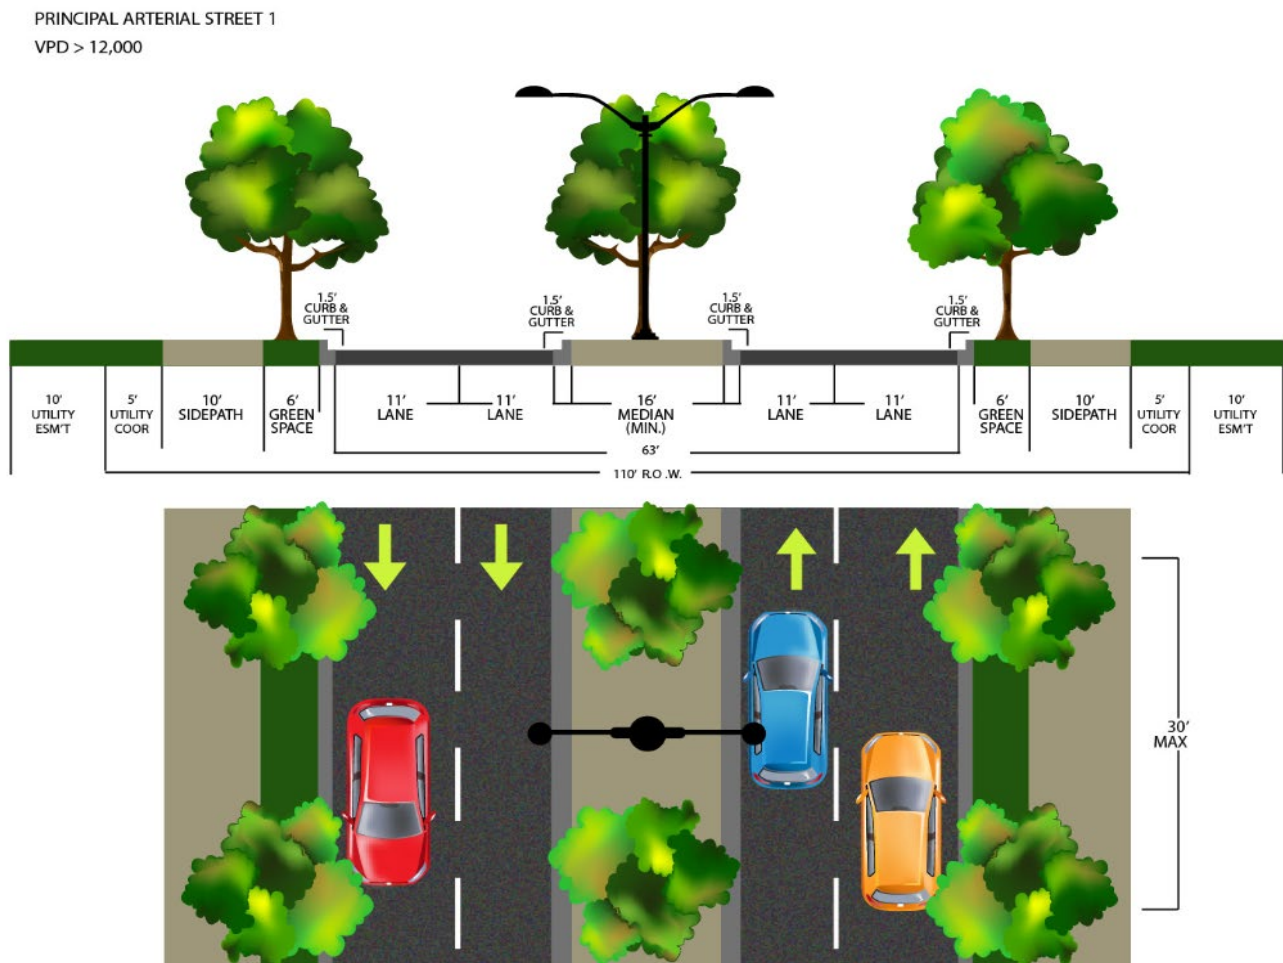 PRINCIPAL ARTERIAL STREET 1
VPD > 12,000
1.5'
CURB &
GUTTER
1.5'
CURB &
GUTTER
1.5'
CURB &
GUTTER
1.5'
CURB &
GUTTER
10'
UTILITY
ESM'T
5'
UTILITY
COOR
10'
SIDEPATH
6'
GREEN
SPACE
11'
LANE
11'
LANE
16'
MEDIAN
(MIN.)
11'
LANE
11'
LANE
6'
GREEN
SPACE
10'
SIDEPATH
5'
UTILITY
COOR
10'
UTILITY
ESM'T
63'
110' R.O .W.
30'
MAX